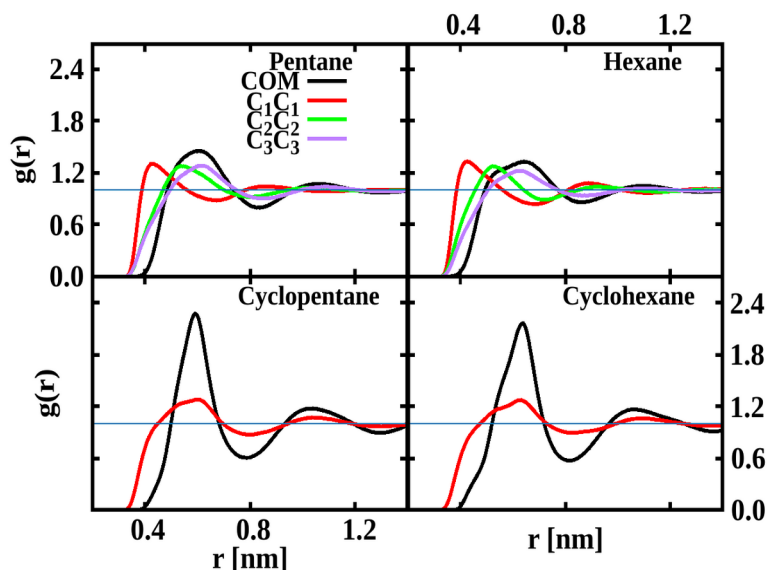 0.4 0.8 1.2
Pentane
Hexane
COM
C1C1
C2C2
C3C3
2.4
1.8
1.2
0.6
0.0
g(r)
Cyclopentane
Cyclohexane
2.4
1.8
1.2
0.6
0.0
g(r)
0.4 0.8 1.2
r [nm]
r [nm]